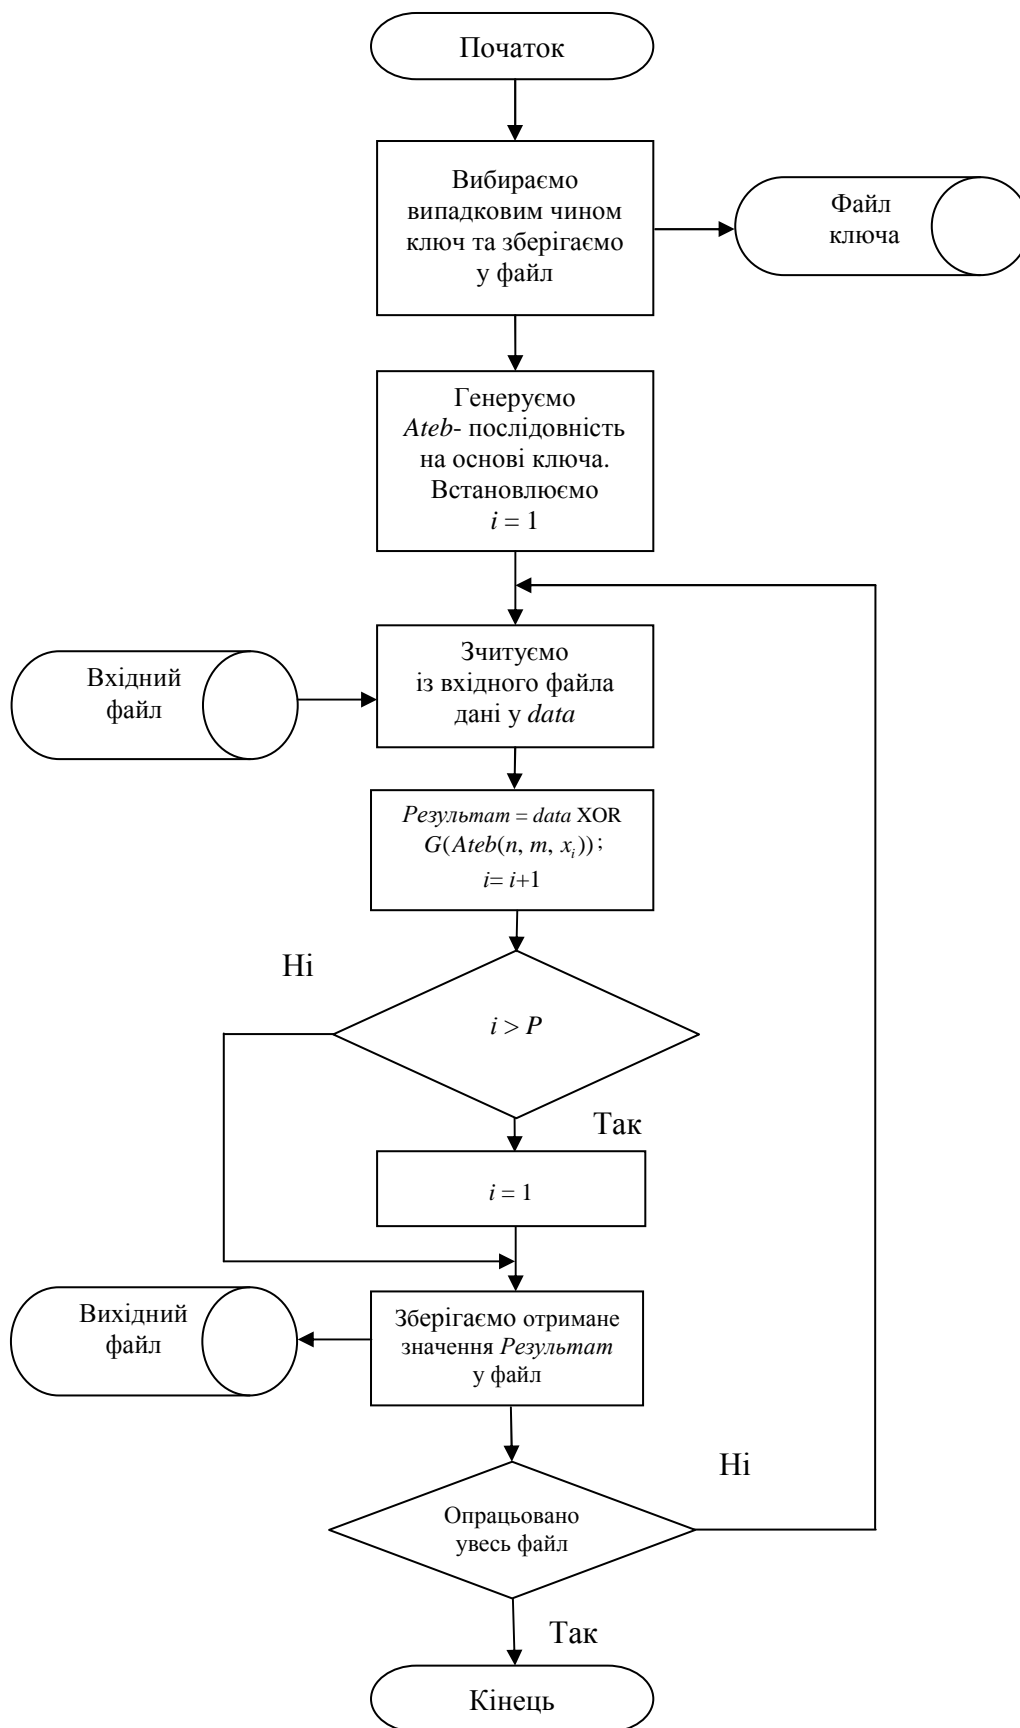 Початок
Вибираємо
випадковим чином
ключ та зберігаємо
у файл
Файл
ключа
Генеруємо
Ateb- послідовність
на основі ключа.
Встановлюємо
i = 1
Вхідний
файл
Зчитуємо
із вхідного файла
дані у data
Результат = data XOR
G(Ateb(n, m, x_i));
i= i+1
Ні
i > P
Так
i = 1
Вихідний
файл
Зберігаємо отримане
значення Результат
у файл
Ні
Опрацьовано
увесь файл
Так
Кінець